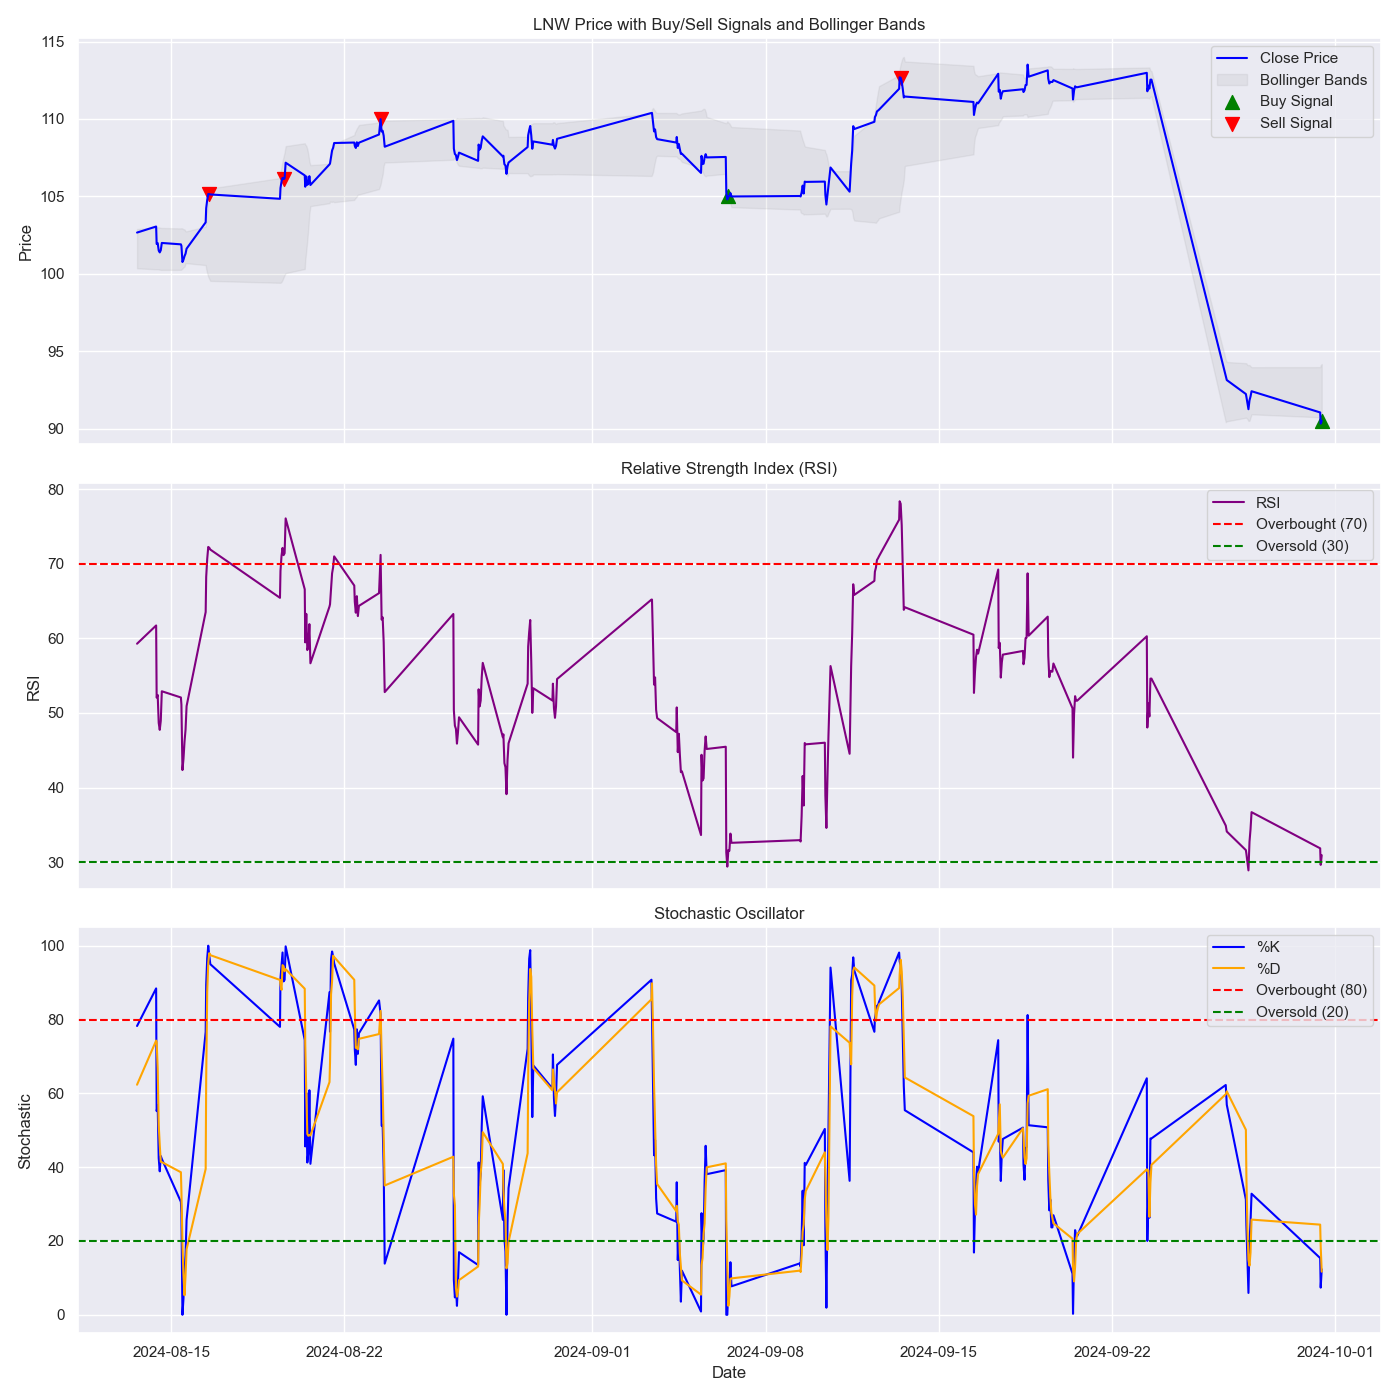 LNW Price with Buy/Sell Signals and Bollinger Bands
115
110
105
100
95
90
Price
Close Price
Bollinger Bands
Buy Signal
Sell Signal
Relative Strength Index (RSI)
80
70
60
50
40
30
RSI
RSI
Overbought (70)
Oversold (30)
Stochastic Oscillator
100
80
60
40
20
0
Stochastic
%K
%D
Overbought (80)
Oversold (20)
2024-08-15 2024-08-22 2024-09-01 2024-09-08 2024-09-15 2024-09-22 2024-10-01
Date